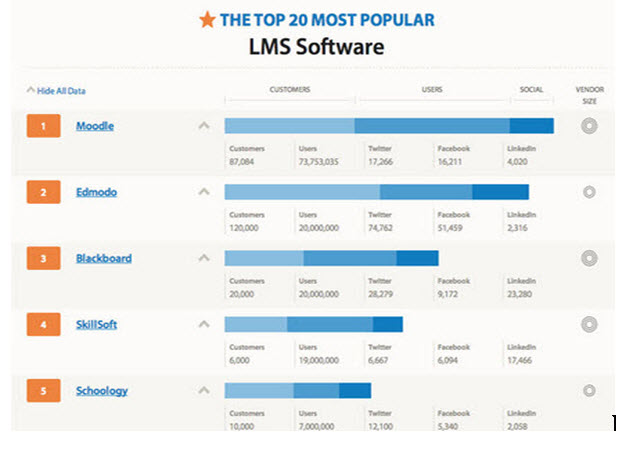 THE TOP 20 MOST POPULAR
LMS Software
Hide All Data CUSTOMERS USERS SOCIAL VENDOR SIZE
1 Moodle
Customers Users Twitter Facebook LinkedIn
87,084 73,753,035 17,266 16,211 4,020
2 Edmodo
Customers Users Twitter Facebook LinkedIn
120,000 20,000,000 74,762 51,459 2,316
3 Blackboard
Customers Users Twitter Facebook LinkedIn
20,000 20,000,000 28,279 9,172 23,280
4 SkillSoft
Customers Users Twitter Facebook LinkedIn
6,000 19,000,000 6,667 6,094 17,466
5 Schoology
Customers Users Twitter Facebook LinkedIn
10,000 7,000,000 12,100 5,340 2,058
1